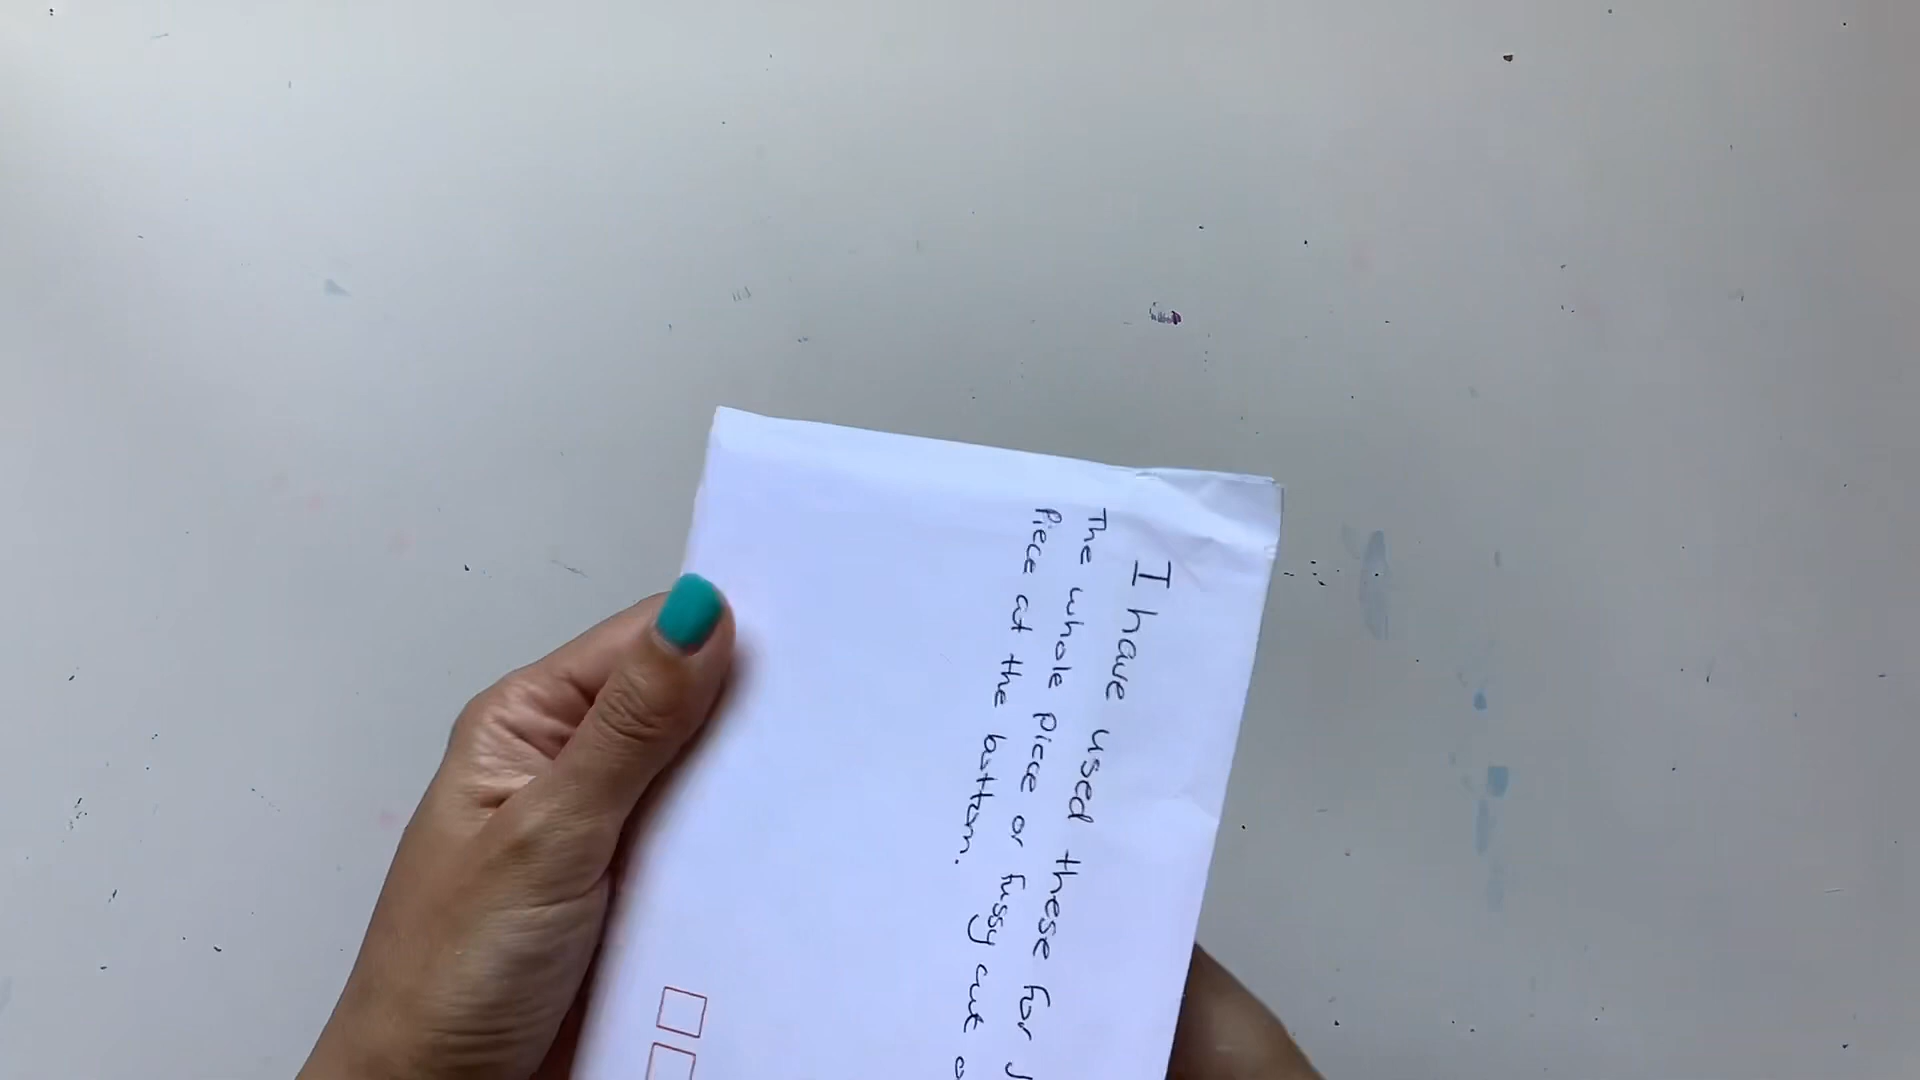 I have used these for
The whole piece or fussy cut
Piece at the bottom.